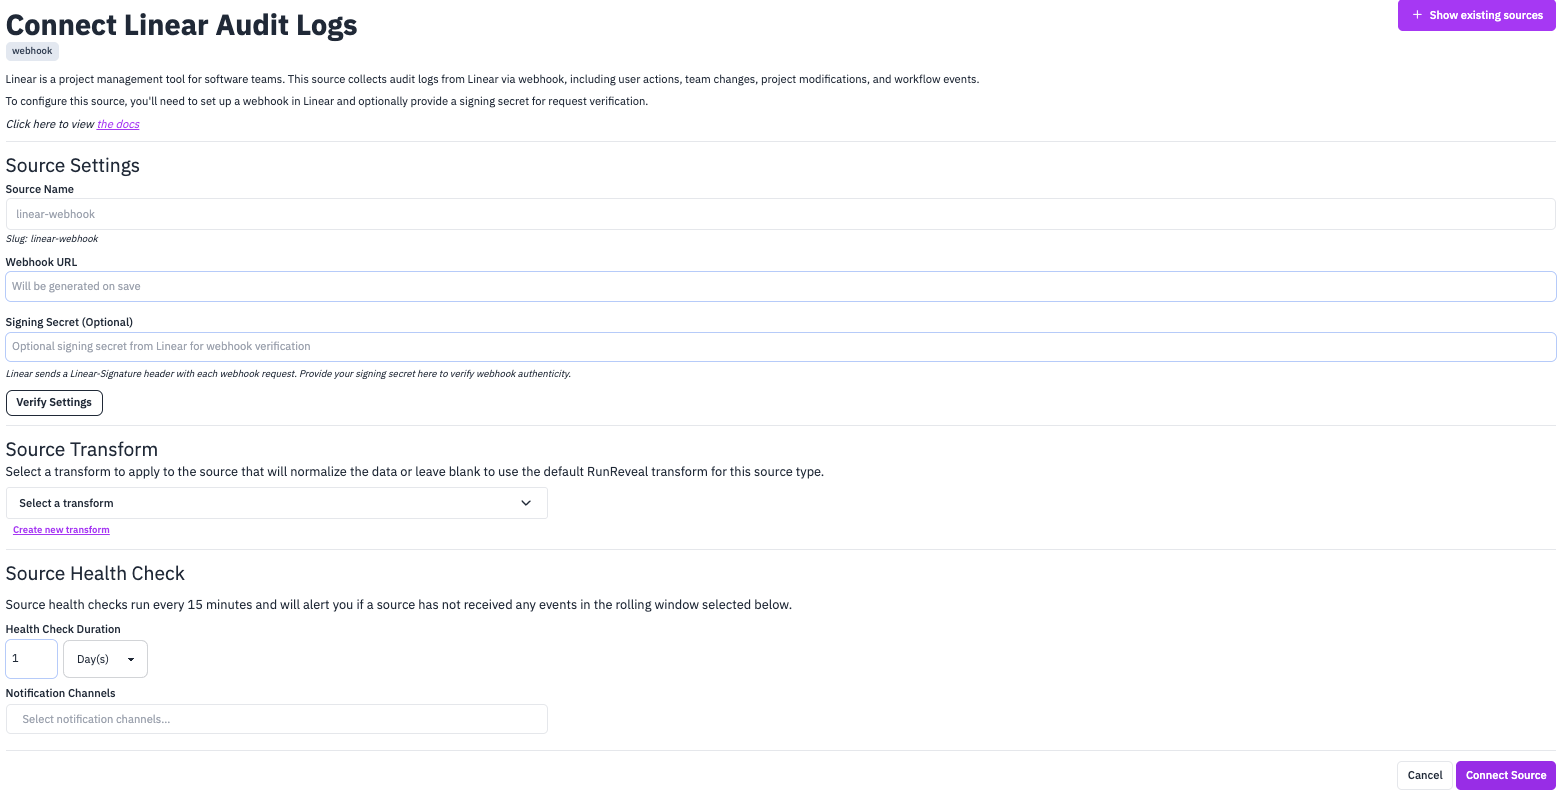 Connect Linear Audit Logs
+ Show existing sources
webhook
Linear is a project management tool for software teams. This source collects audit logs from Linear via webhook, including user actions, team changes, project modifications, and workflow events.
To configure this source, you'll need to set up a webhook in Linear and optionally provide a signing secret for request verification.
Click here to view the docs
Source Settings
Source Name
linear-webhook
Slug: linear-webhook
Webhook URL
Will be generated on save
Signing Secret (Optional)
Optional signing secret from Linear for webhook verification
Linear sends a Linear-Signature header with each webhook request. Provide your signing secret here to verify webhook authenticity.
Verify Settings
Source Transform
Select a transform to apply to the source that will normalize the data or leave blank to use the default RunReveal transform for this source type.
Select a transform
Create new transform
Source Health Check
Source health checks run every 15 minutes and will alert you if a source has not received any events in the rolling window selected below.
Health Check Duration
1 Day(s)
Notification Channels
Select notification channels...
Cancel Connect Source